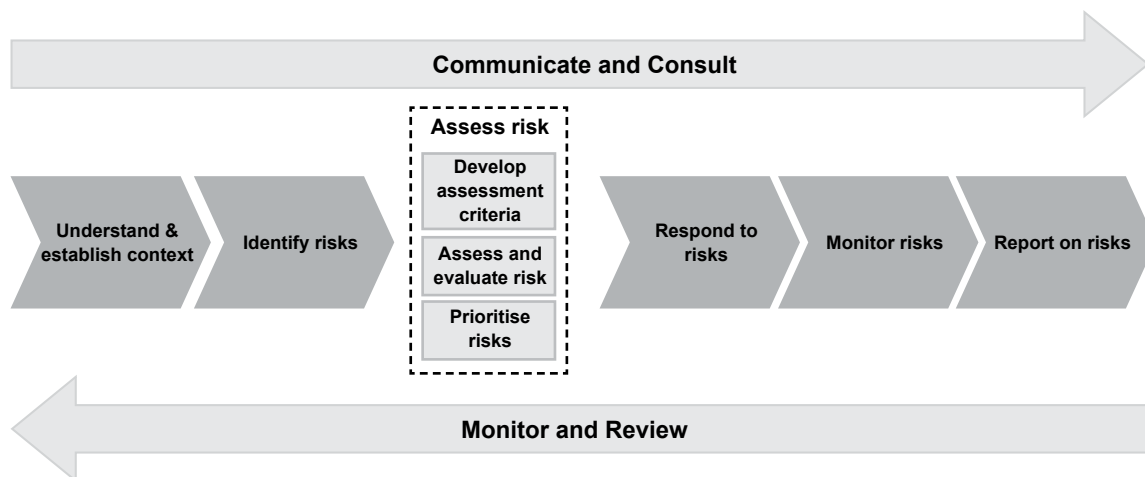 Communicate and Consult
Understand &
establish context
Identify risks
Assess risk
Develop
assessment
criteria
Assess and
evaluate risk
Prioritise
risks
Respond to
risks
Monitor risks
Report on risks
Monitor and Review